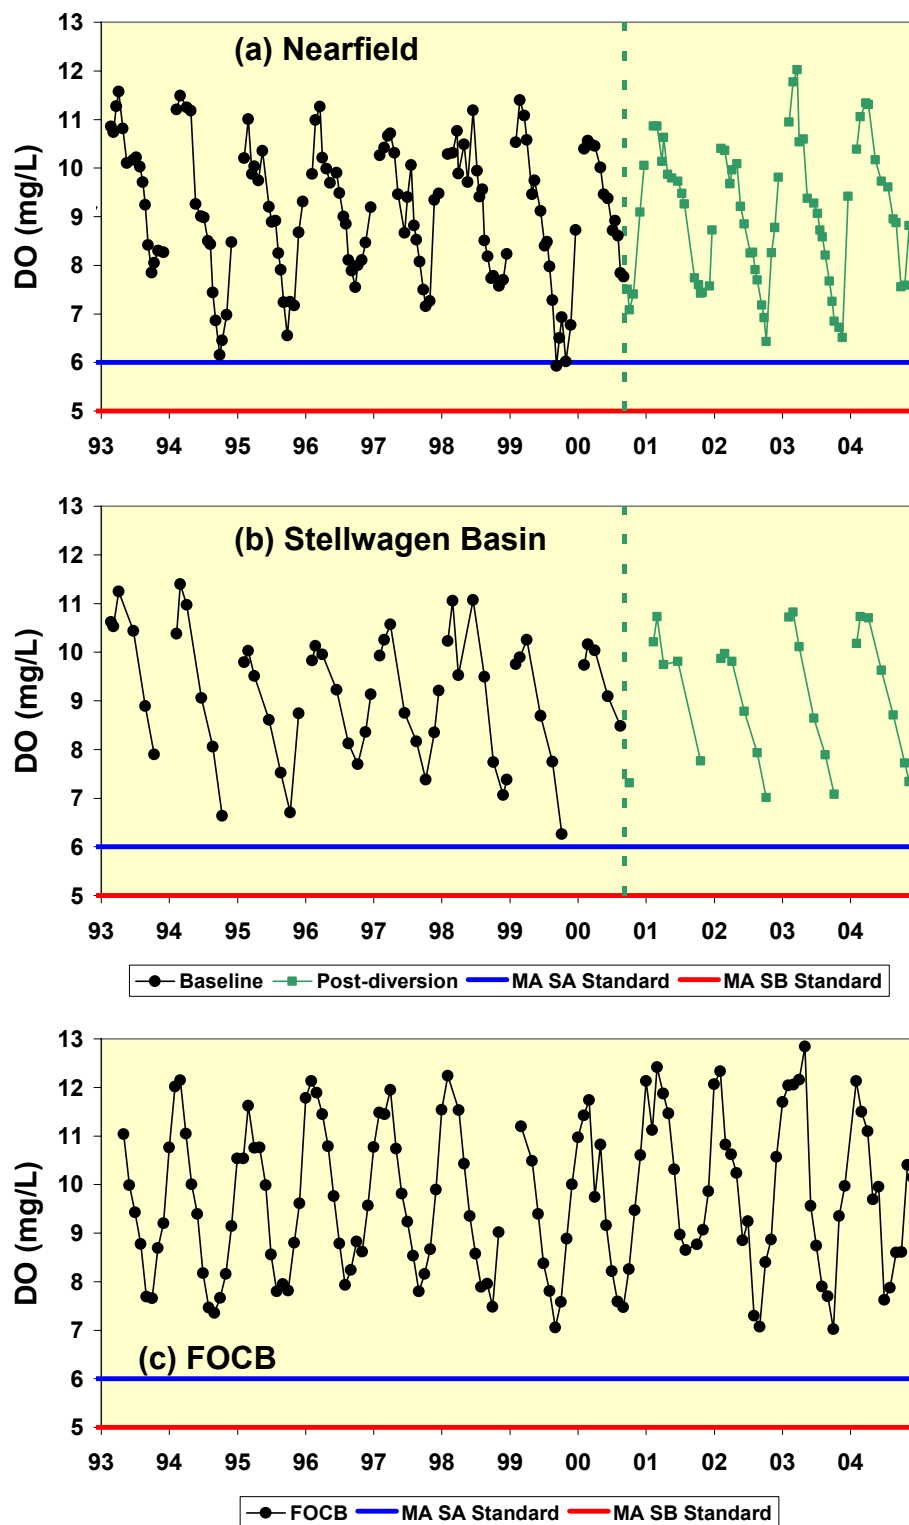 13
(a) Nearfield
12
11
10
9
8
7
6
5
DO (mg/L)
93 94 95 96 97 98 99 00 01 02 03 04
13
(b) Stellwagen Basin
12
11
10
9
8
7
6
5
DO (mg/L)
93 94 95 96 97 98 99 00 01 02 03 04
Baseline Post-diversion MA SA Standard MA SB Standard
13
12
11
10
9
8
7
6
5
DO (mg/L)
(c) FOCB
93 94 95 96 97 98 99 00 01 02 03 04
FOCB MA SA Standard MA SB Standard